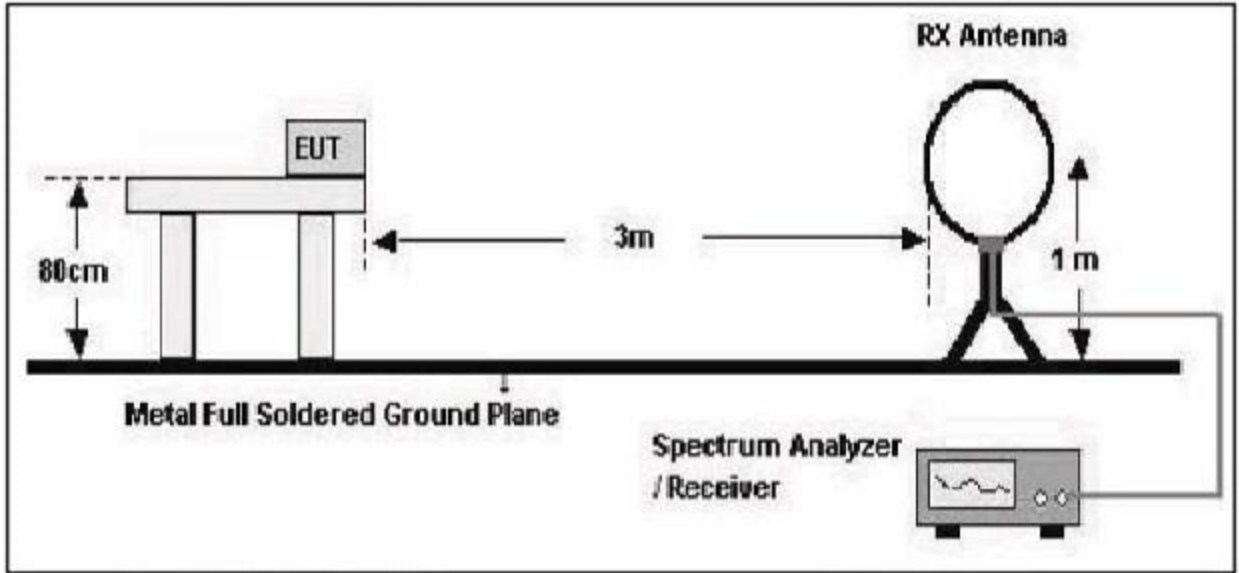 RX Antenna
EUT
3m
80cm
1 m
Metal Full Soldered Ground Plane
Spectrum Analyzer
/ Receiver